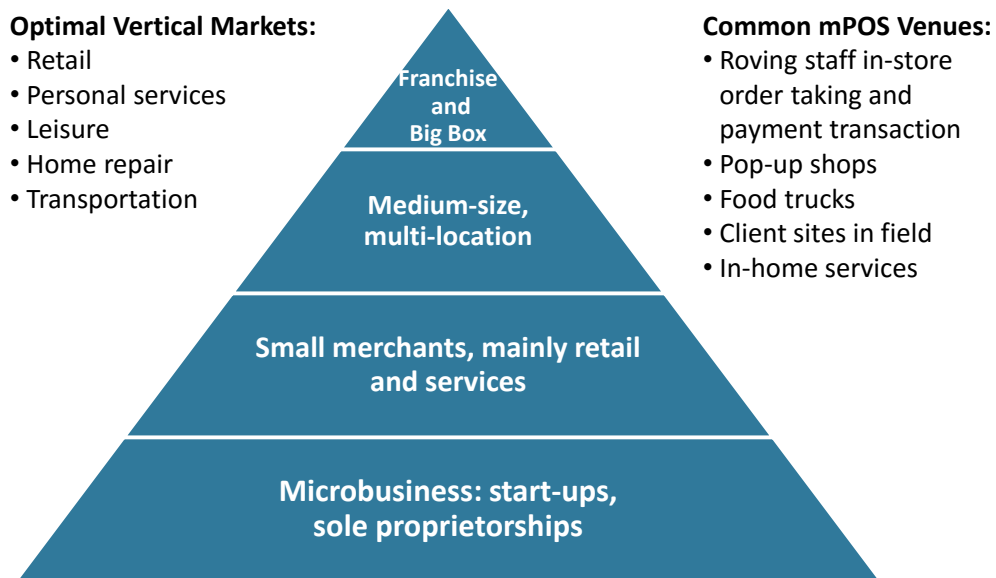 Optimal Vertical Markets:
• Retail
• Personal services
• Leisure
• Home repair
• Transportation
Franchise
and
Big Box
Medium-size,
multi-location
Small merchants, mainly retail
and services
Microbusiness: start-ups,
sole proprietorships
Common mPOS Venues:
• Roving staff in-store
order taking and
payment transaction
• Pop-up shops
• Food trucks
• Client sites in field
• In-home services